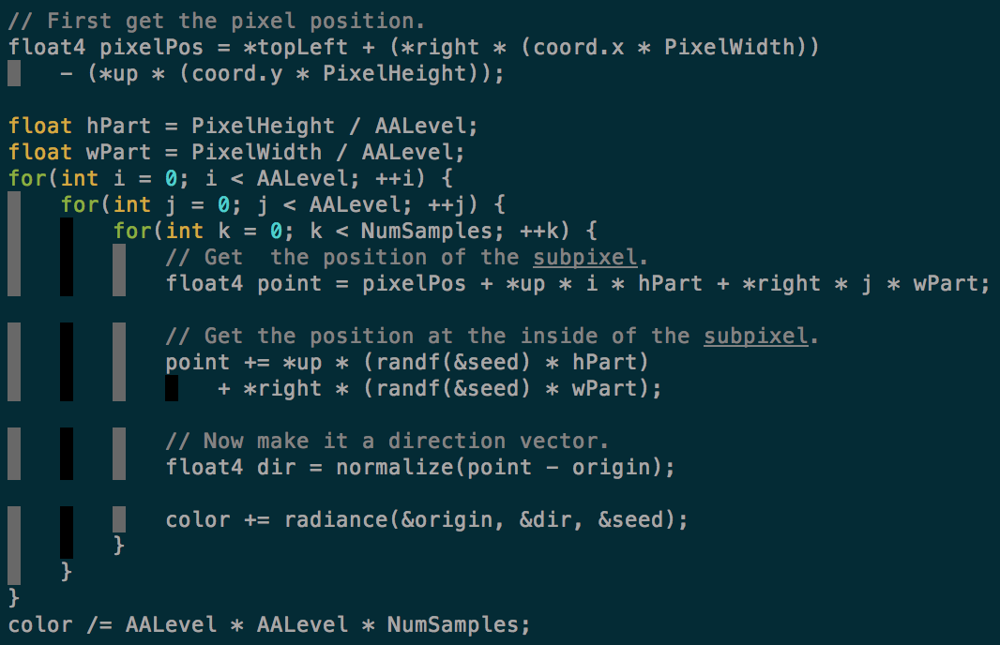 // First get the pixel position.
float4 pixelPos = *topLeft + (*right * (coord.x * PixelWidth))
    - (*up * (coord.y * PixelHeight));

float hPart = PixelHeight / AALevel;
float wPart = PixelWidth / AALevel;
for(int i = 0; i < AALevel; ++i) {
    for(int j = 0; j < AALevel; ++j) {
        for(int k = 0; k < NumSamples; ++k) {
            // Get  the position of the subpixel.
            float4 point = pixelPos + *up * i * hPart + *right * j * wPart;

            // Get the position at the inside of the subpixel.
            point += *up * (randf(&seed) * hPart)
                + *right * (randf(&seed) * wPart);

            // Now make it a direction vector.
            float4 dir = normalize(point - origin);

            color += radiance(&origin, &dir, &seed);
        }
    }
}
color /= AALevel * AALevel * NumSamples;